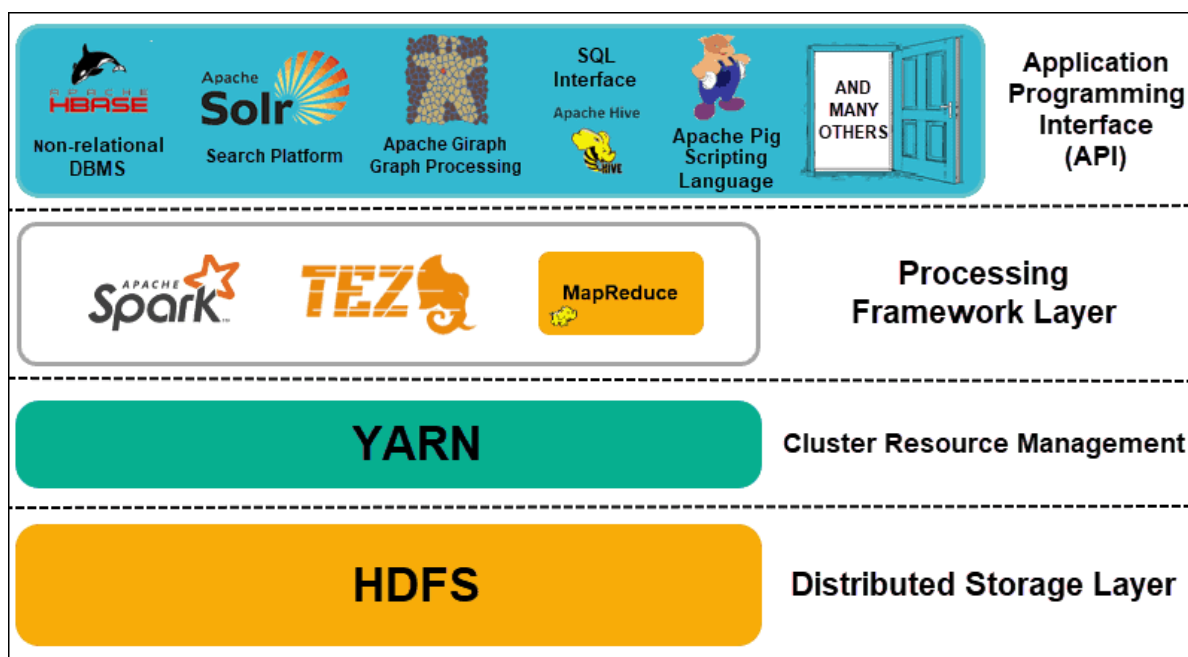 APACHE
HBASE
Non-relational
DBMS
Apache
Solr
Search Platform
Apache Giraph
Graph Processing
SQL
Interface
Apache Hive
HIVE
Apache Pig
Scripting
Language
AND
MANY
OTHERS
Application
Programming
Interface
(API)
APACHE
Spark™
TEZ
MapReduce
Processing
Framework Layer
YARN
Cluster Resource Management
HDFS
Distributed Storage Layer